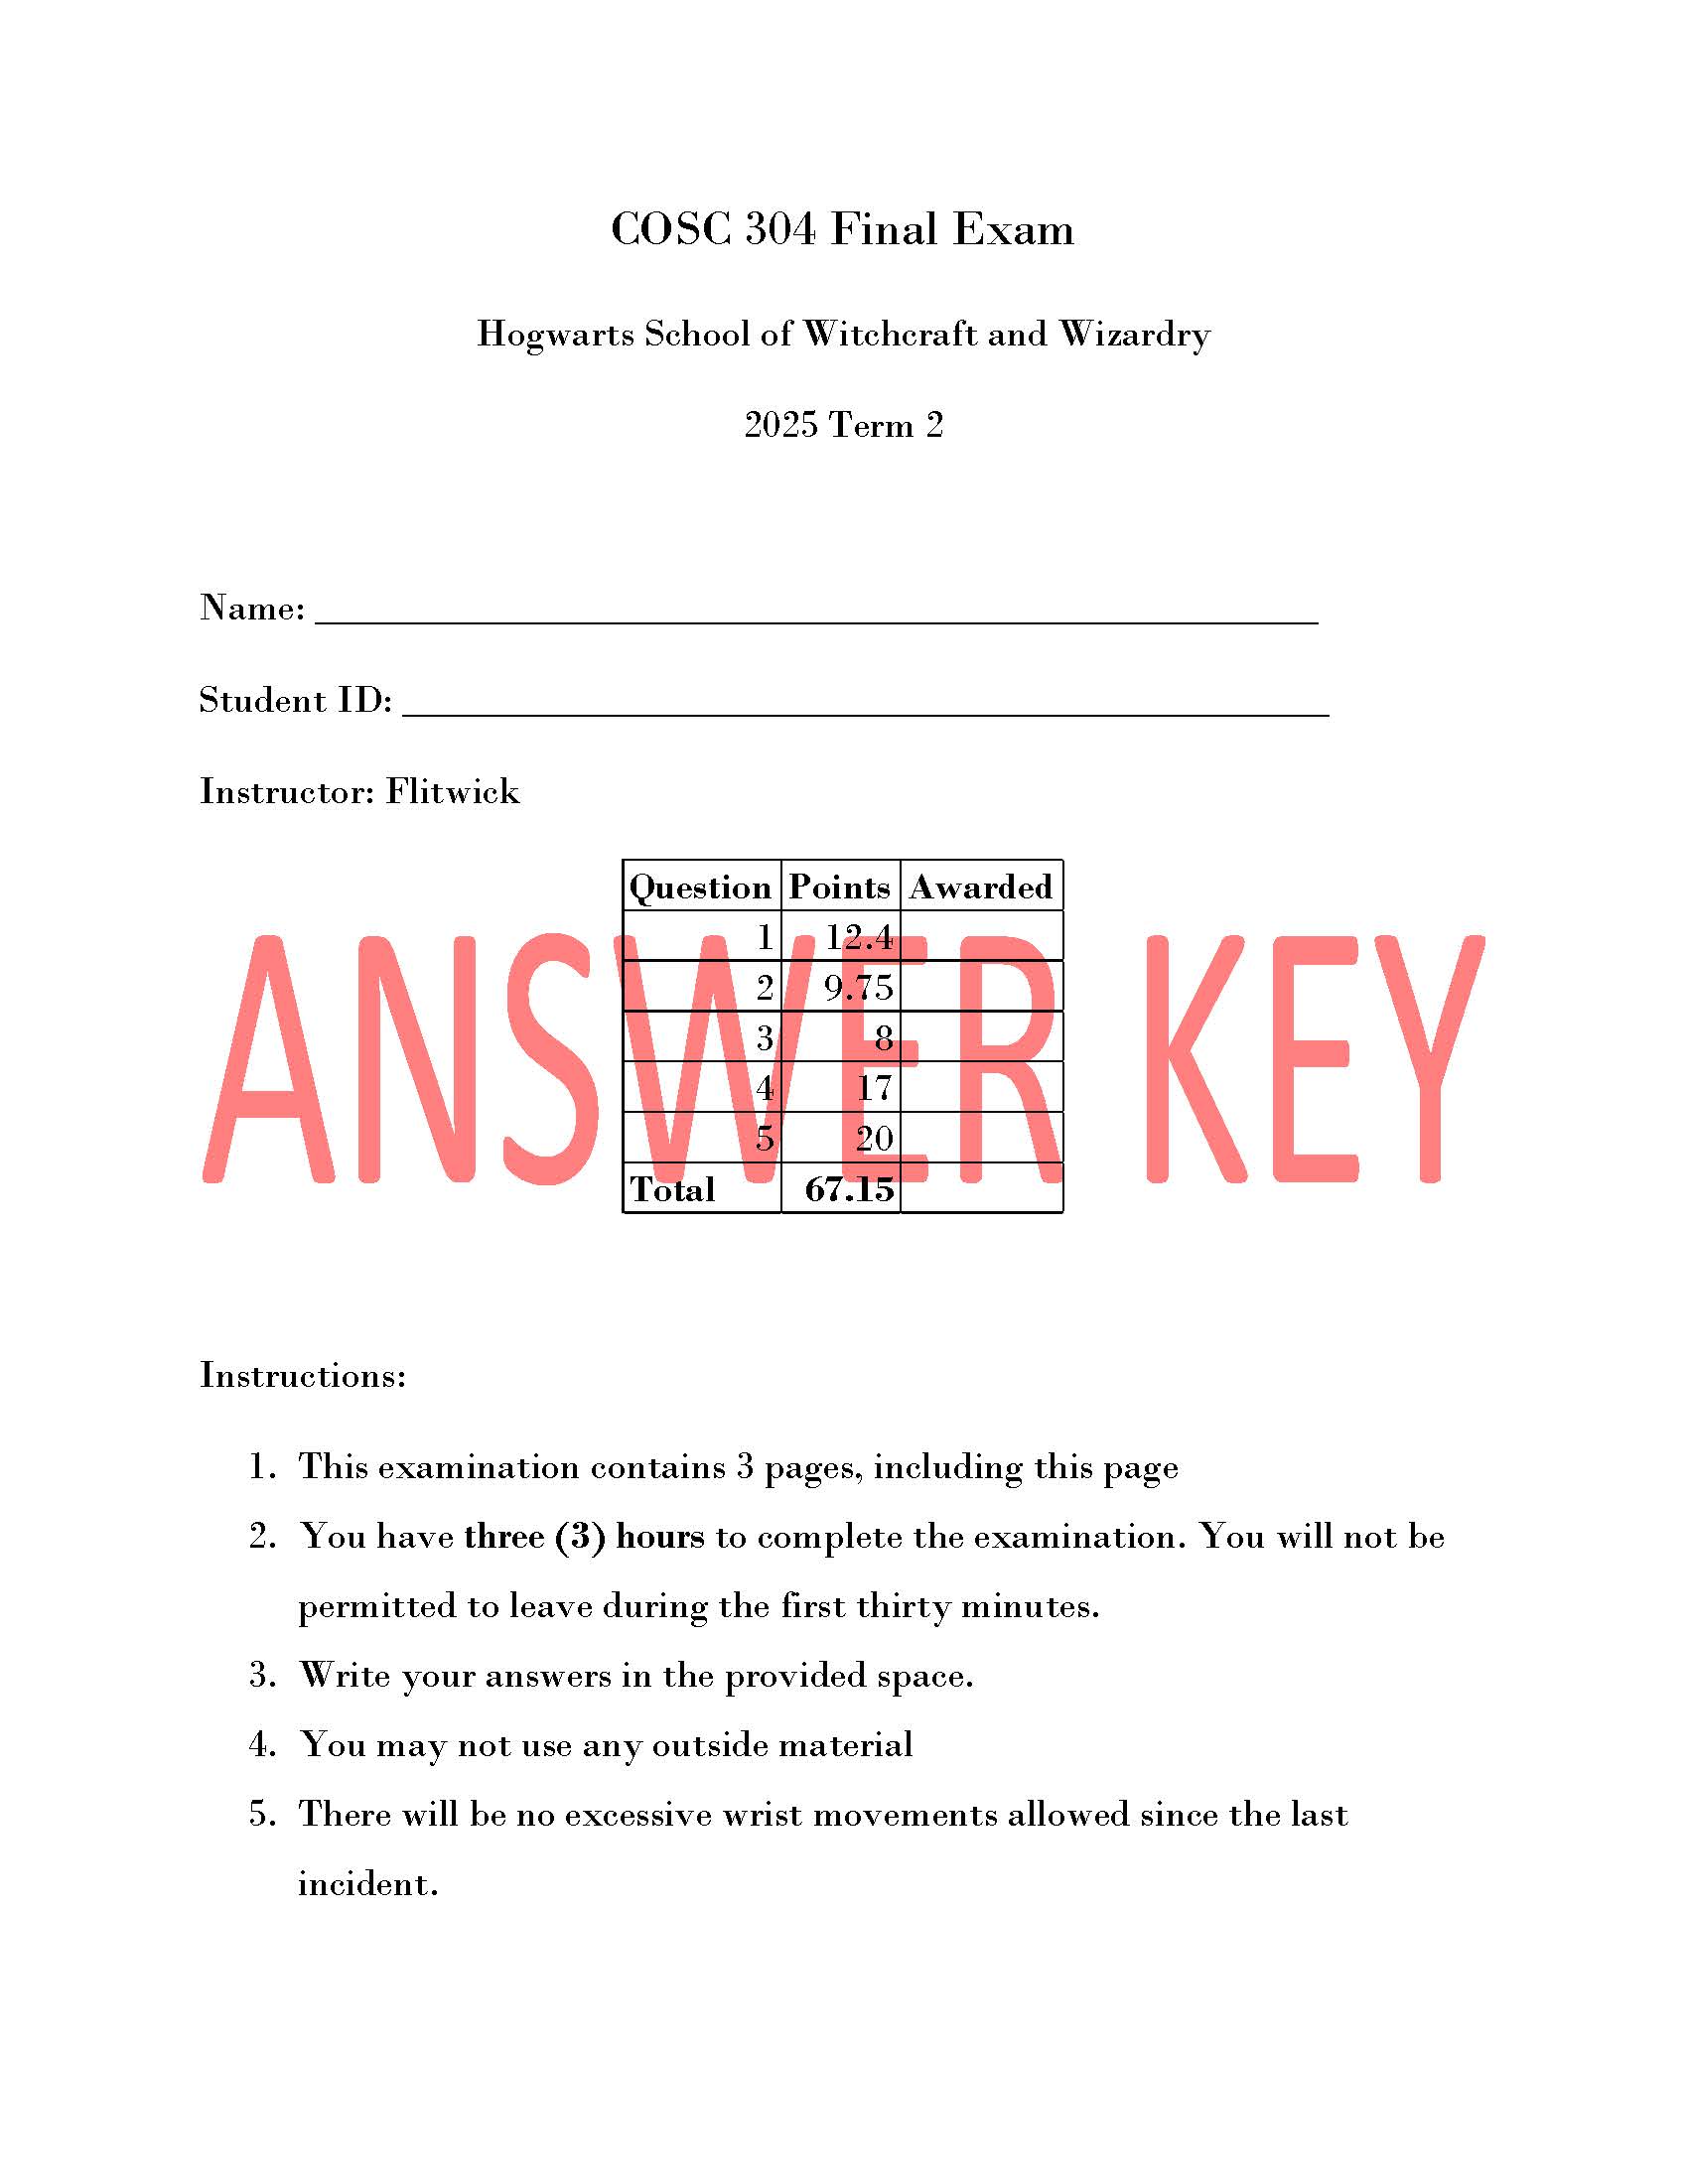 COSC 304 Final Exam
Hogwarts School of Witchcraft and Wizardry
2025 Term 2
Name: ________________________________________________
Student ID: ____________________________________________
Instructor: Flitwick
ANSWER KEY
Question Points Awarded
1 12.4
2 9.75
3 8
4 17
5 20
Total 67.15
Instructions:
1. This examination contains 3 pages, including this page
2. You have three (3) hours to complete the examination. You will not be
permitted to leave during the first thirty minutes.
3. Write your answers in the provided space.
4. You may not use any outside material
5. There will be no excessive wrist movements allowed since the last
incident.